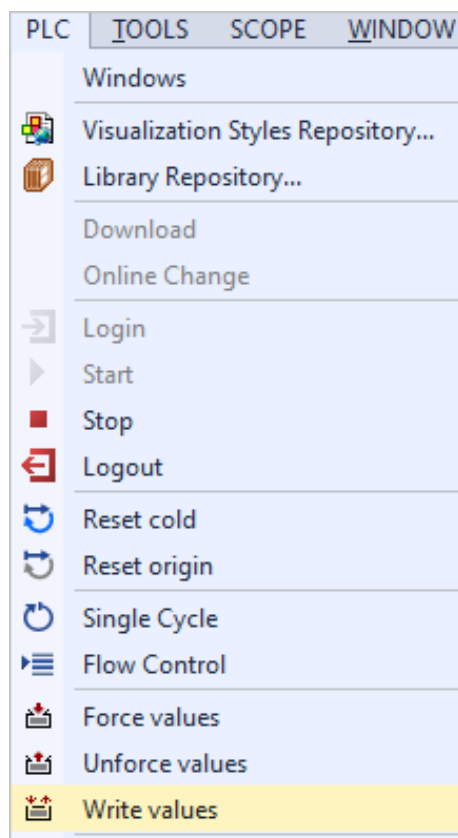 PLC TOOLS SCOPE WINDOW
Windows
Visualization Styles Repository...
Library Repository...
Download
Online Change
Login
Start
Stop
Logout
Reset cold
Reset origin
Single Cycle
Flow Control
Force values
Unforce values
Write values